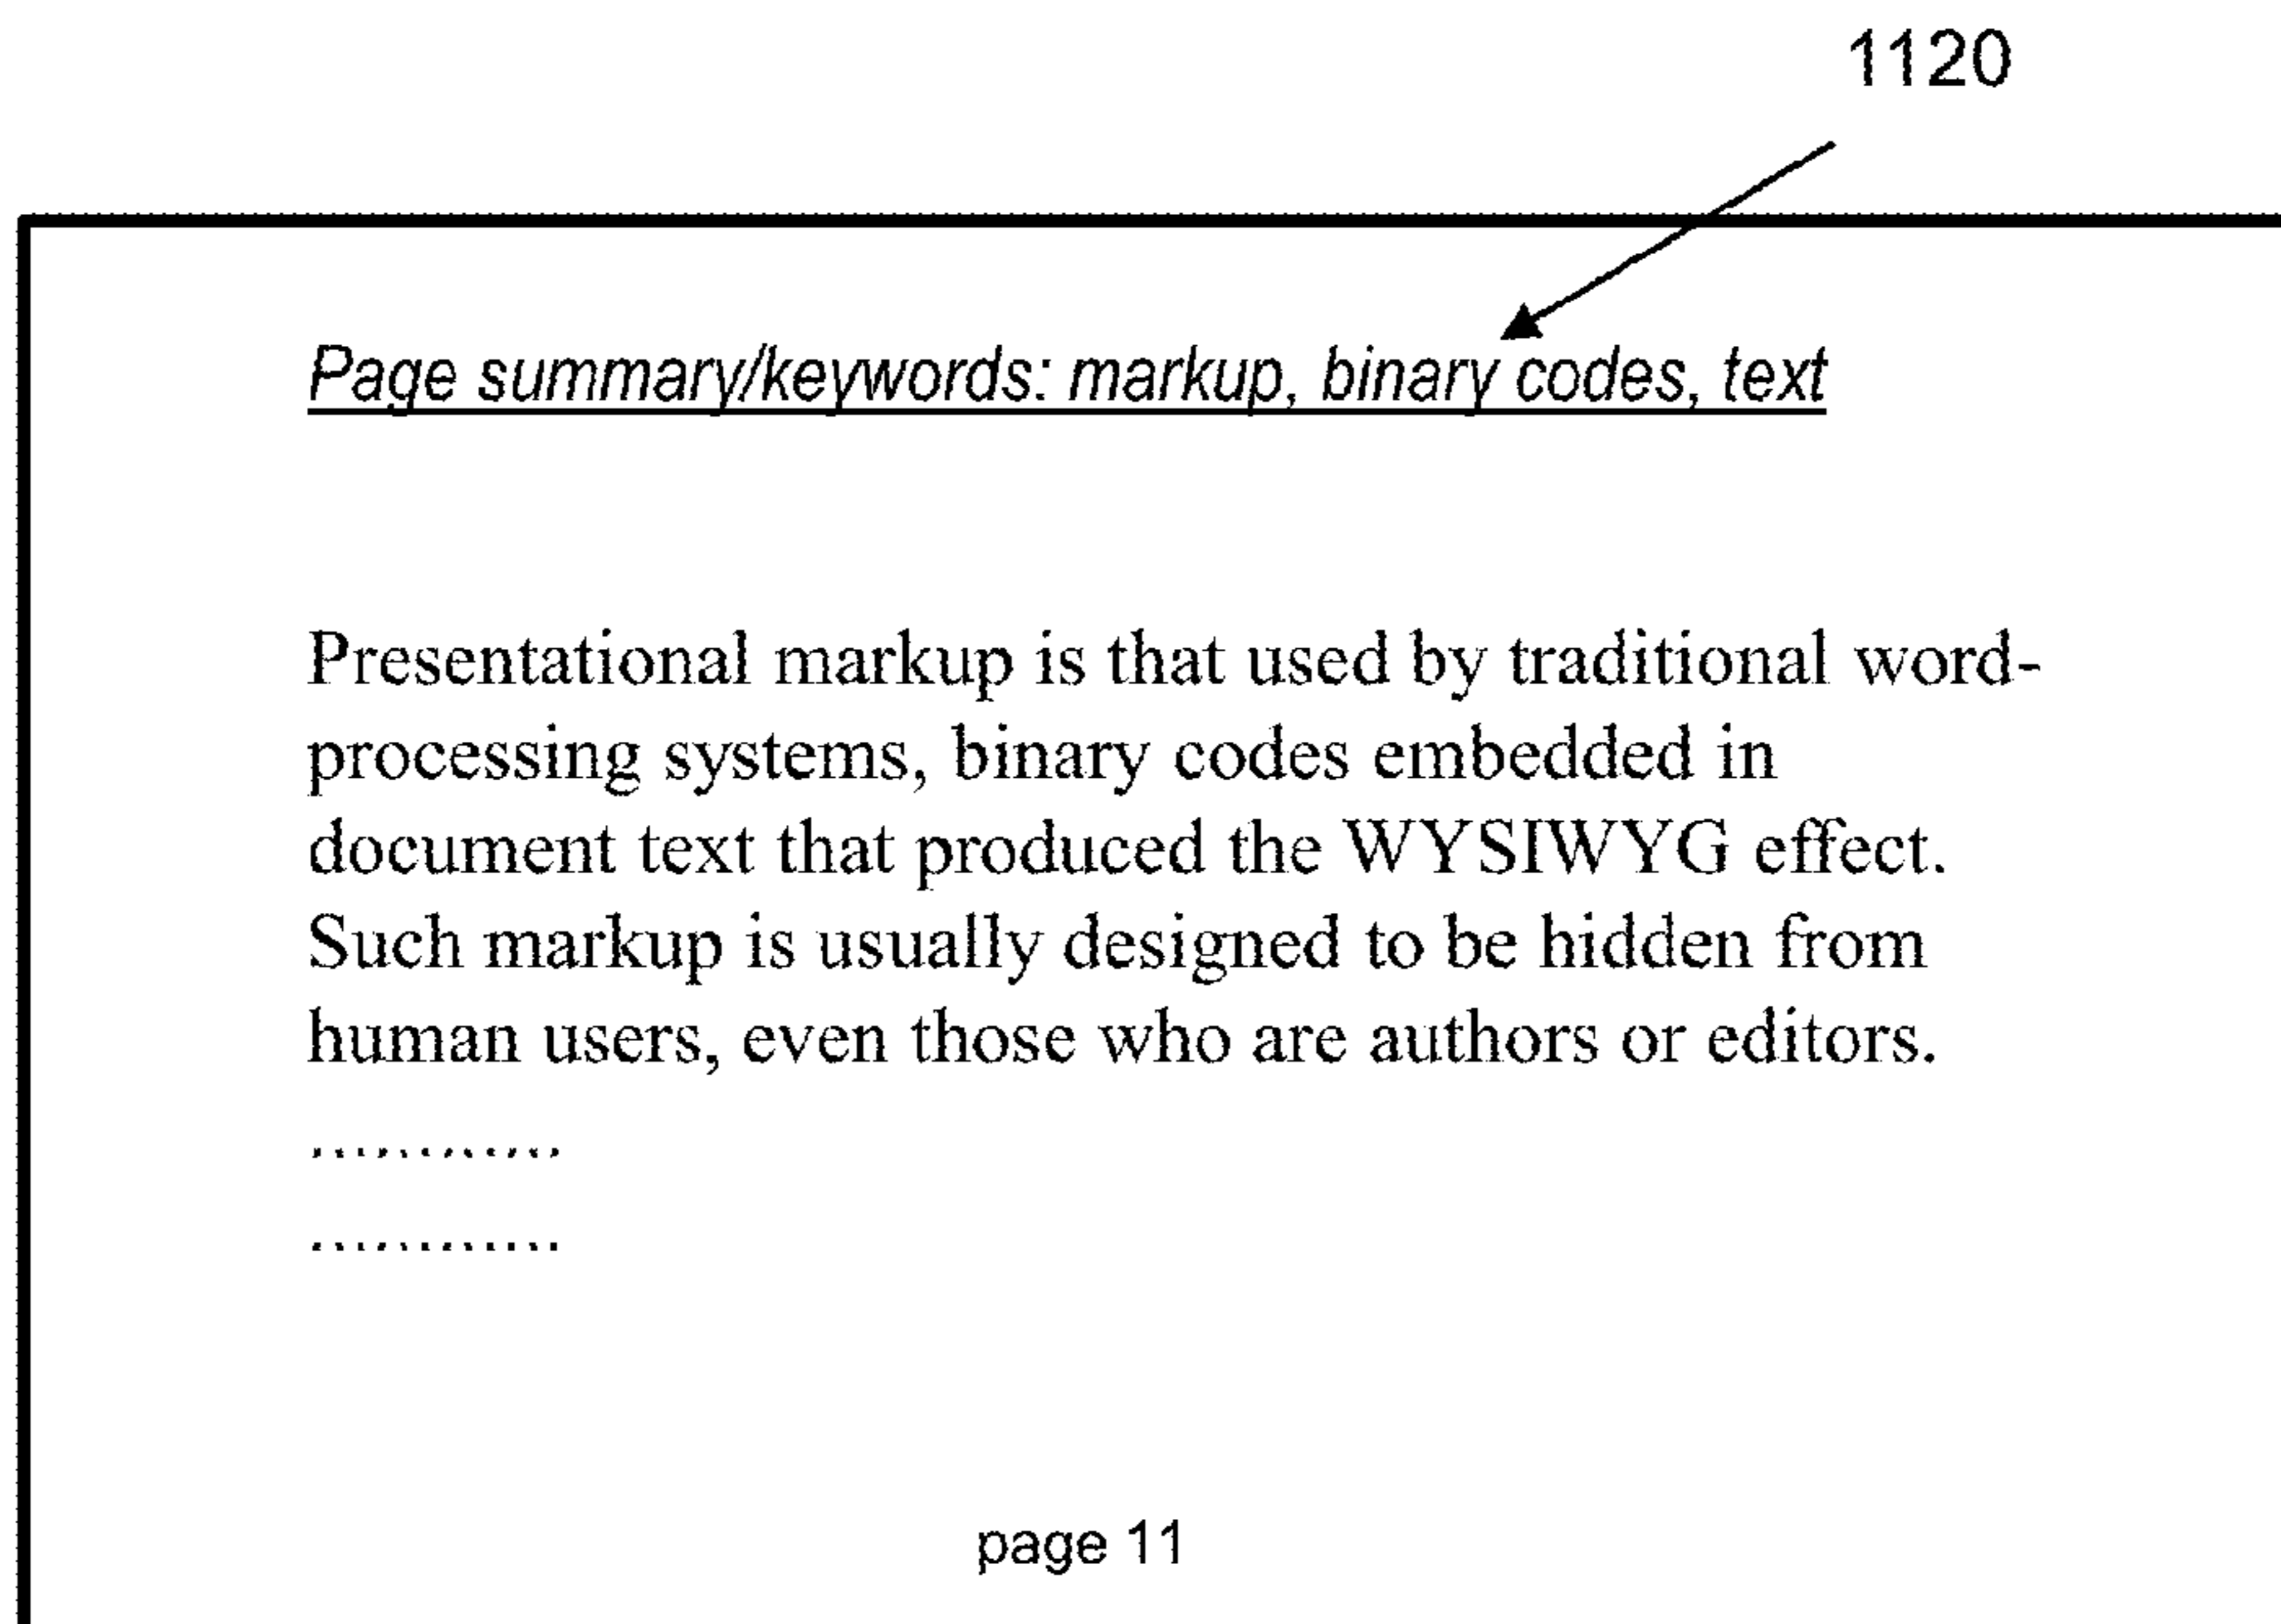 1120
Page summary/keywords: markup, binary codes, text
Presentational markup is that used by traditional word-
processing systems, binary codes embedded in
document text that produced the WYSIWYG effect.
Such markup is usually designed to be hidden from
human users, even those who are authors or editors.
............
............
page 11